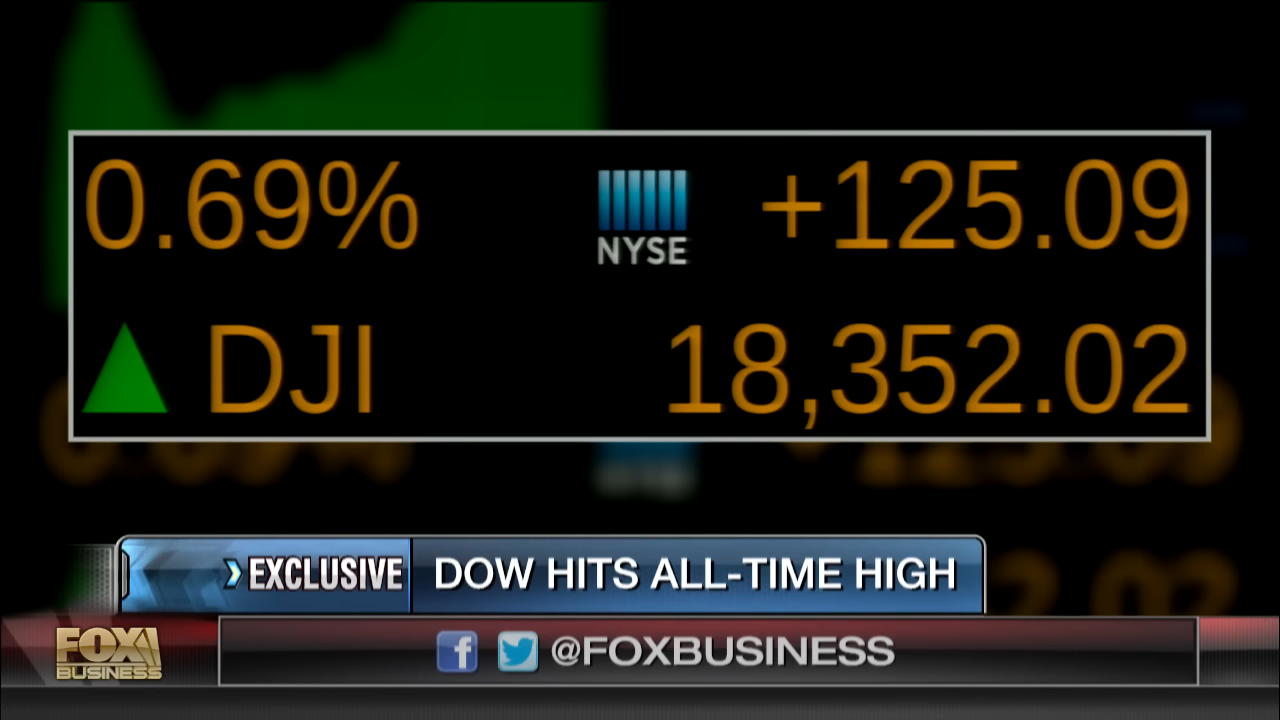 0.69%
NYSE
+125.09
DJI
18,352.02
EXCLUSIVE
DOW HITS ALL-TIME HIGH
FOX
BUSINESS
@FOXBUSINESS